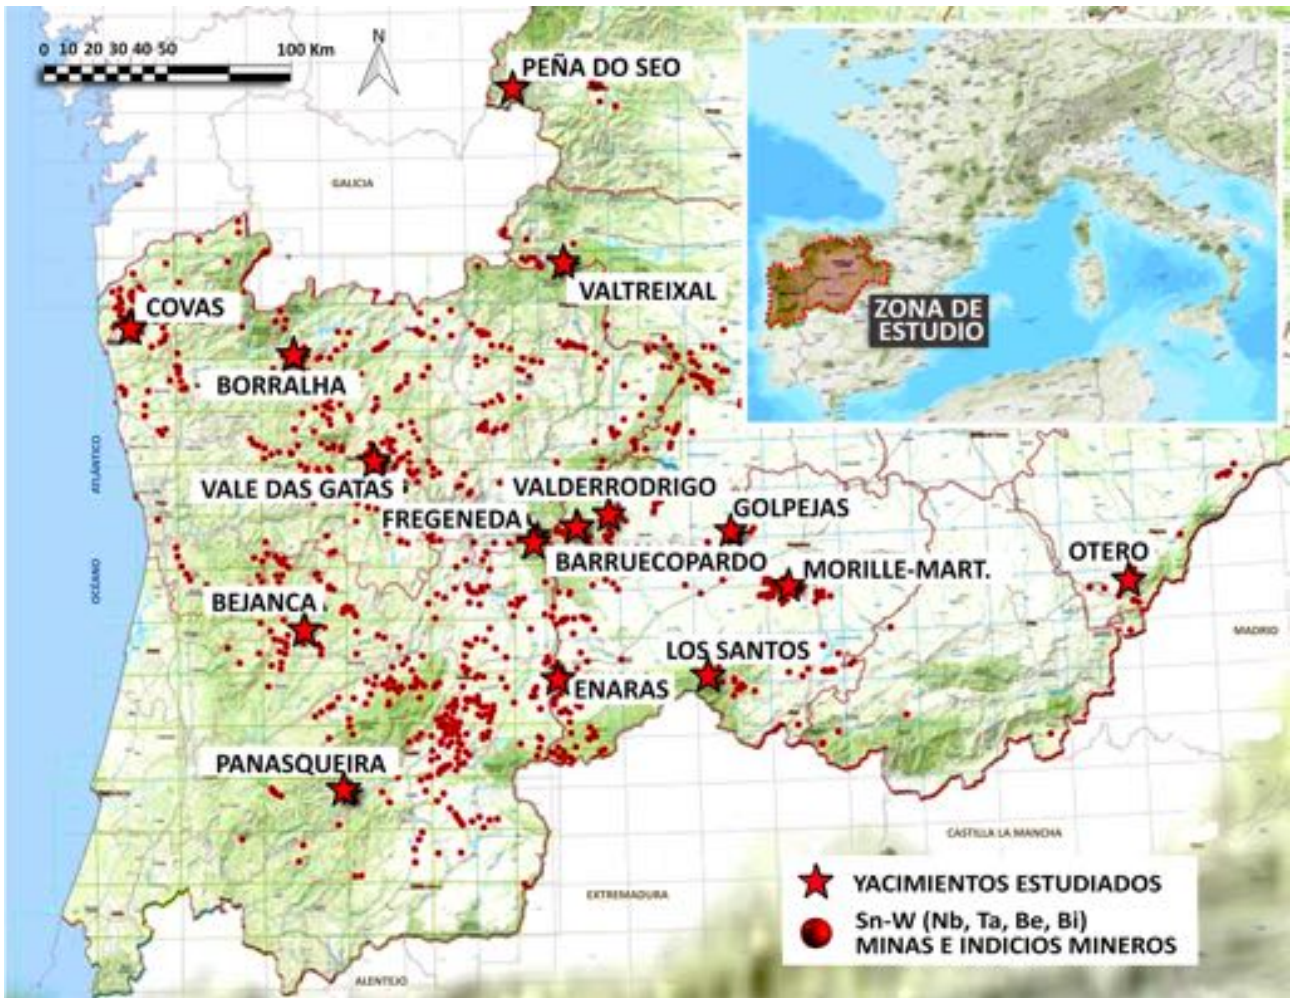 0 10 20 30 40 50 100 Km
N
PEÑA DO SEO
GALICIA
VALTREIXAL
COVAS
ZONA DE
ESTUDIO
BORRALHA
ATLÁNTICO
OCÉANO
VALE DAS GATAS
VALDERRODRIGO
FREGENEDA
GOLPEJAS
BARRUECOPARDO
MORILLE-MART.
OTERO
BEJANCA
MADRID
LOS SANTOS
ENARAS
PANASQUEIRA
CASTILLA LA MANCHA
EXTREMADURA
ALENTEJO
YACIMIENTOS ESTUDIADOS
Sn-W (Nb, Ta, Be, Bi)
MINAS E INDICIOS MINEROS